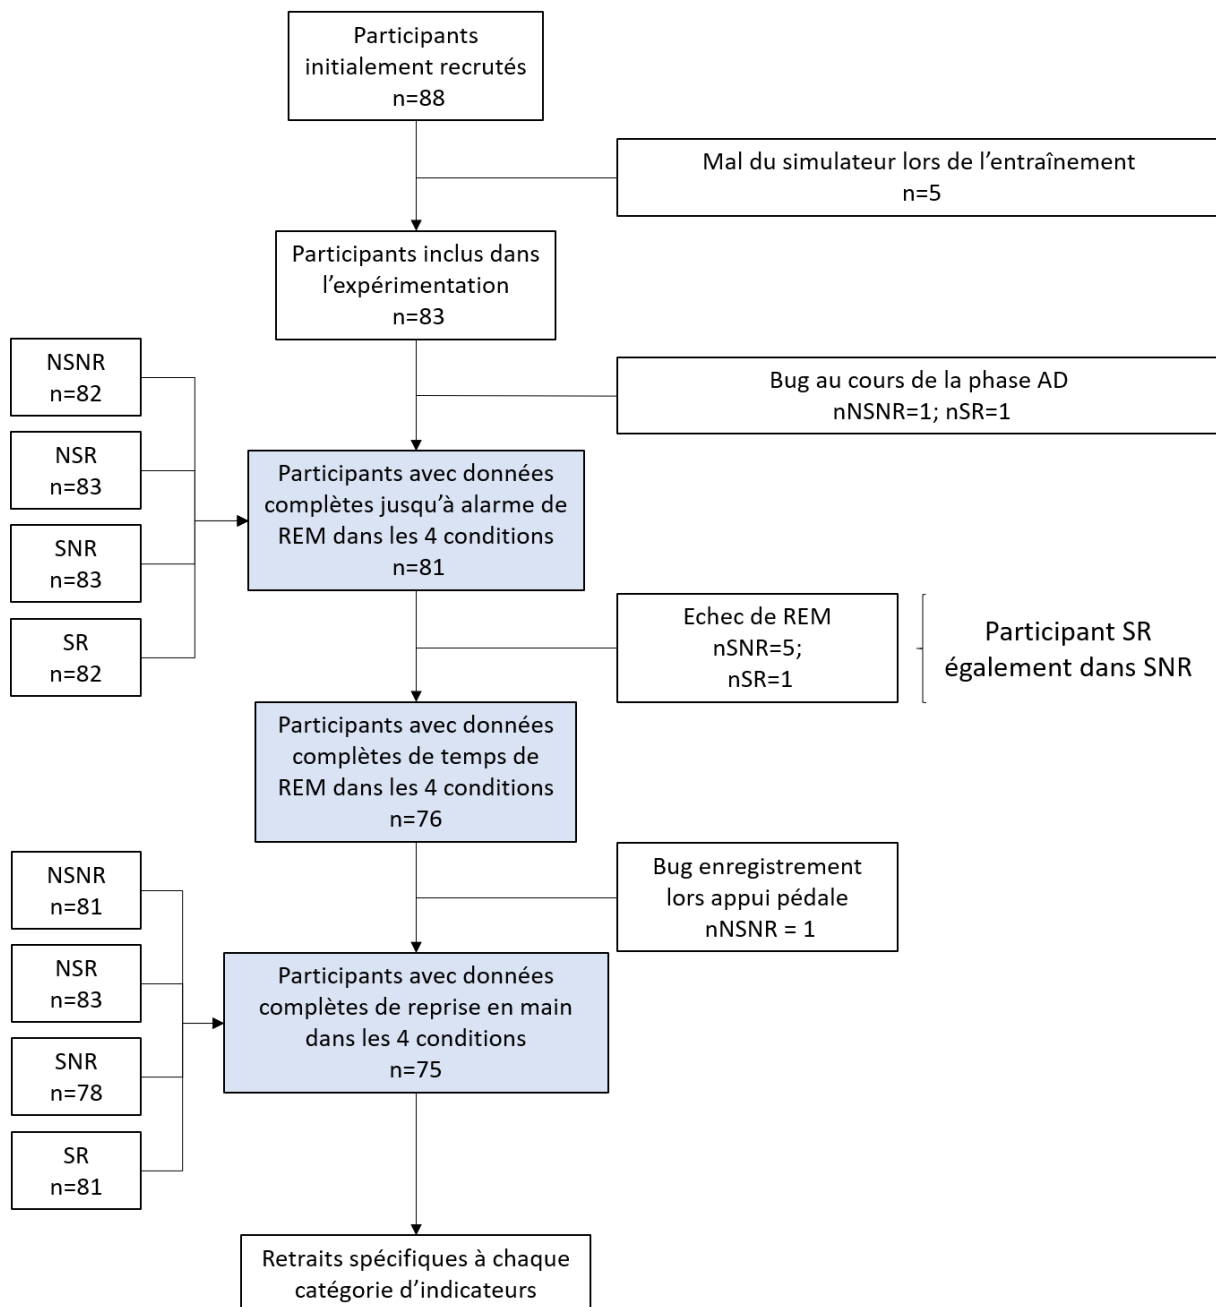 Participants
initialement recrutés
n=88
Mal du simulateur lors de l’entraînement
n=5
Participants inclus dans
l’expérimentation
n=83
Bug au cours de la phase AD
nNSNR=1; nSR=1
NSNR
n=82
NSR
n=83
SNR
n=83
SR
n=82
Participants avec données
complètes jusqu’à alarme de
REM dans les 4 conditions
n=81
Echec de REM
nSNR=5;
nSR=1
Participant SR
également dans SNR
Participants avec données
complètes de temps de
REM dans les 4 conditions
n=76
Bug enregistrement
lors appui pédale
nNSNR = 1
NSNR
n=81
NSR
n=83
SNR
n=78
SR
n=81
Participants avec données
complètes de reprise en main
dans les 4 conditions
n=75
Retraits spécifiques à chaque
catégorie d’indicateurs